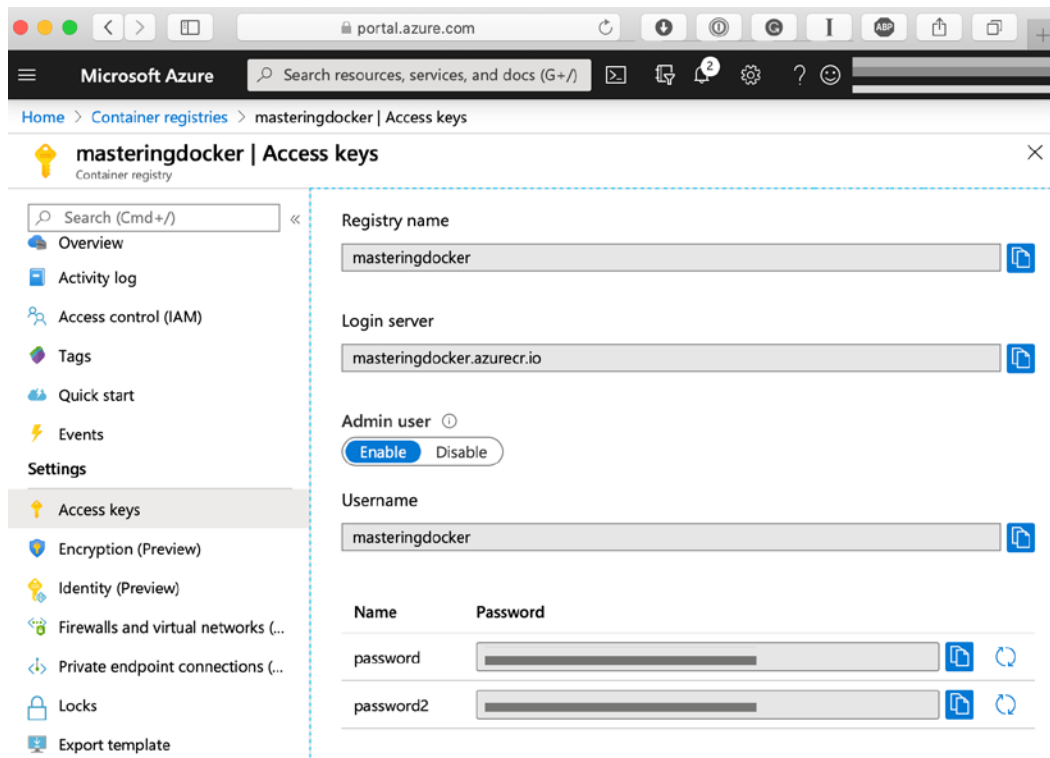 portal.azure.com
Microsoft Azure
Search resources, services, and docs (G+/)
2
Home > Container registries > masteringdocker | Access keys
masteringdocker | Access keys
Container registry
Search (Cmd+/)
Overview
Activity log
Access control (IAM)
Tags
Quick start
Events
Settings
Access keys
Encryption (Preview)
Identity (Preview)
Firewalls and virtual networks (...
Private endpoint connections (...
Locks
Export template
Registry name
masteringdocker
Login server
masteringdocker.azurecr.io
Admin user
Enable Disable
Username
masteringdocker
Name Password
password
password2